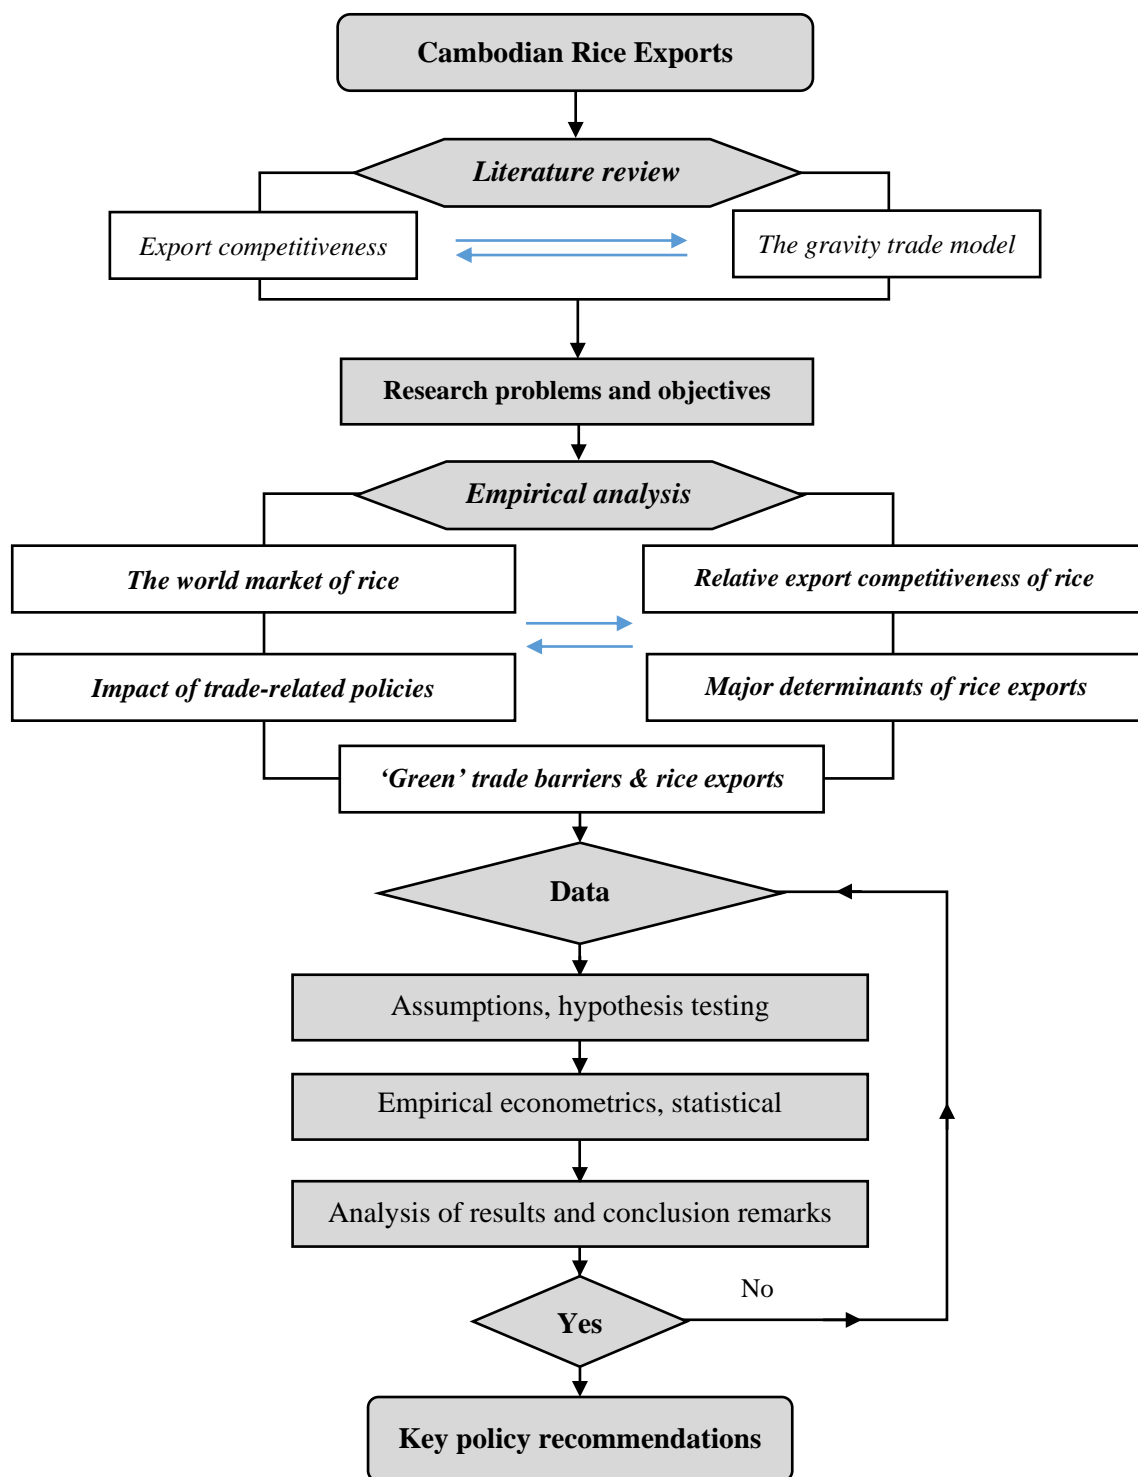 Cambodian Rice Exports
Literature review
Export competitiveness
The gravity trade model
Research problems and objectives
Empirical analysis
The world market of rice
Relative export competitiveness of rice
Impact of trade-related policies
Major determinants of rice exports
‘Green’ trade barriers & rice exports
Data
Assumptions, hypothesis testing
Empirical econometrics, statistical
Analysis of results and conclusion remarks
No
Yes
Key policy recommendations